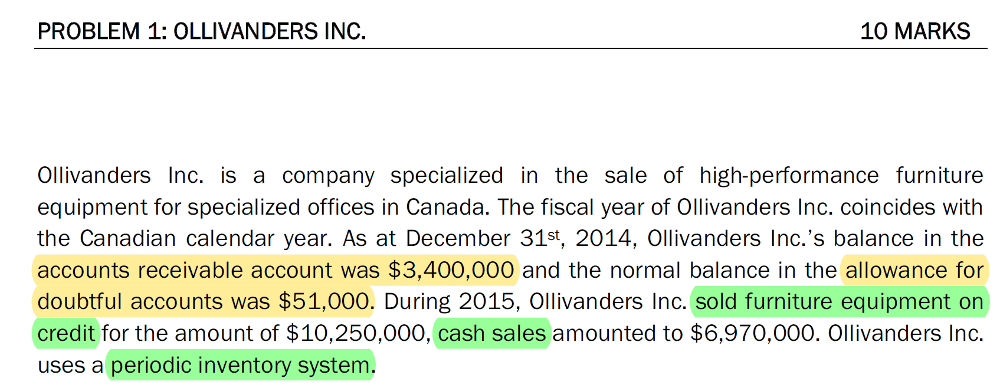 PROBLEM 1: OLLIVANDERS INC. 10 MARKS
Ollivanders Inc. is a company specialized in the sale of high-performance furniture
equipment for specialized offices in Canada. The fiscal year of Ollivanders Inc. coincides with
the Canadian calendar year. As at December 31st, 2014, Ollivanders Inc.’s balance in the
accounts receivable account was $3,400,000 and the normal balance in the allowance for
doubtful accounts was $51,000. During 2015, Ollivanders Inc. sold furniture equipment on
credit for the amount of $10,250,000, cash sales amounted to $6,970,000. Ollivanders Inc.
uses a periodic inventory system.